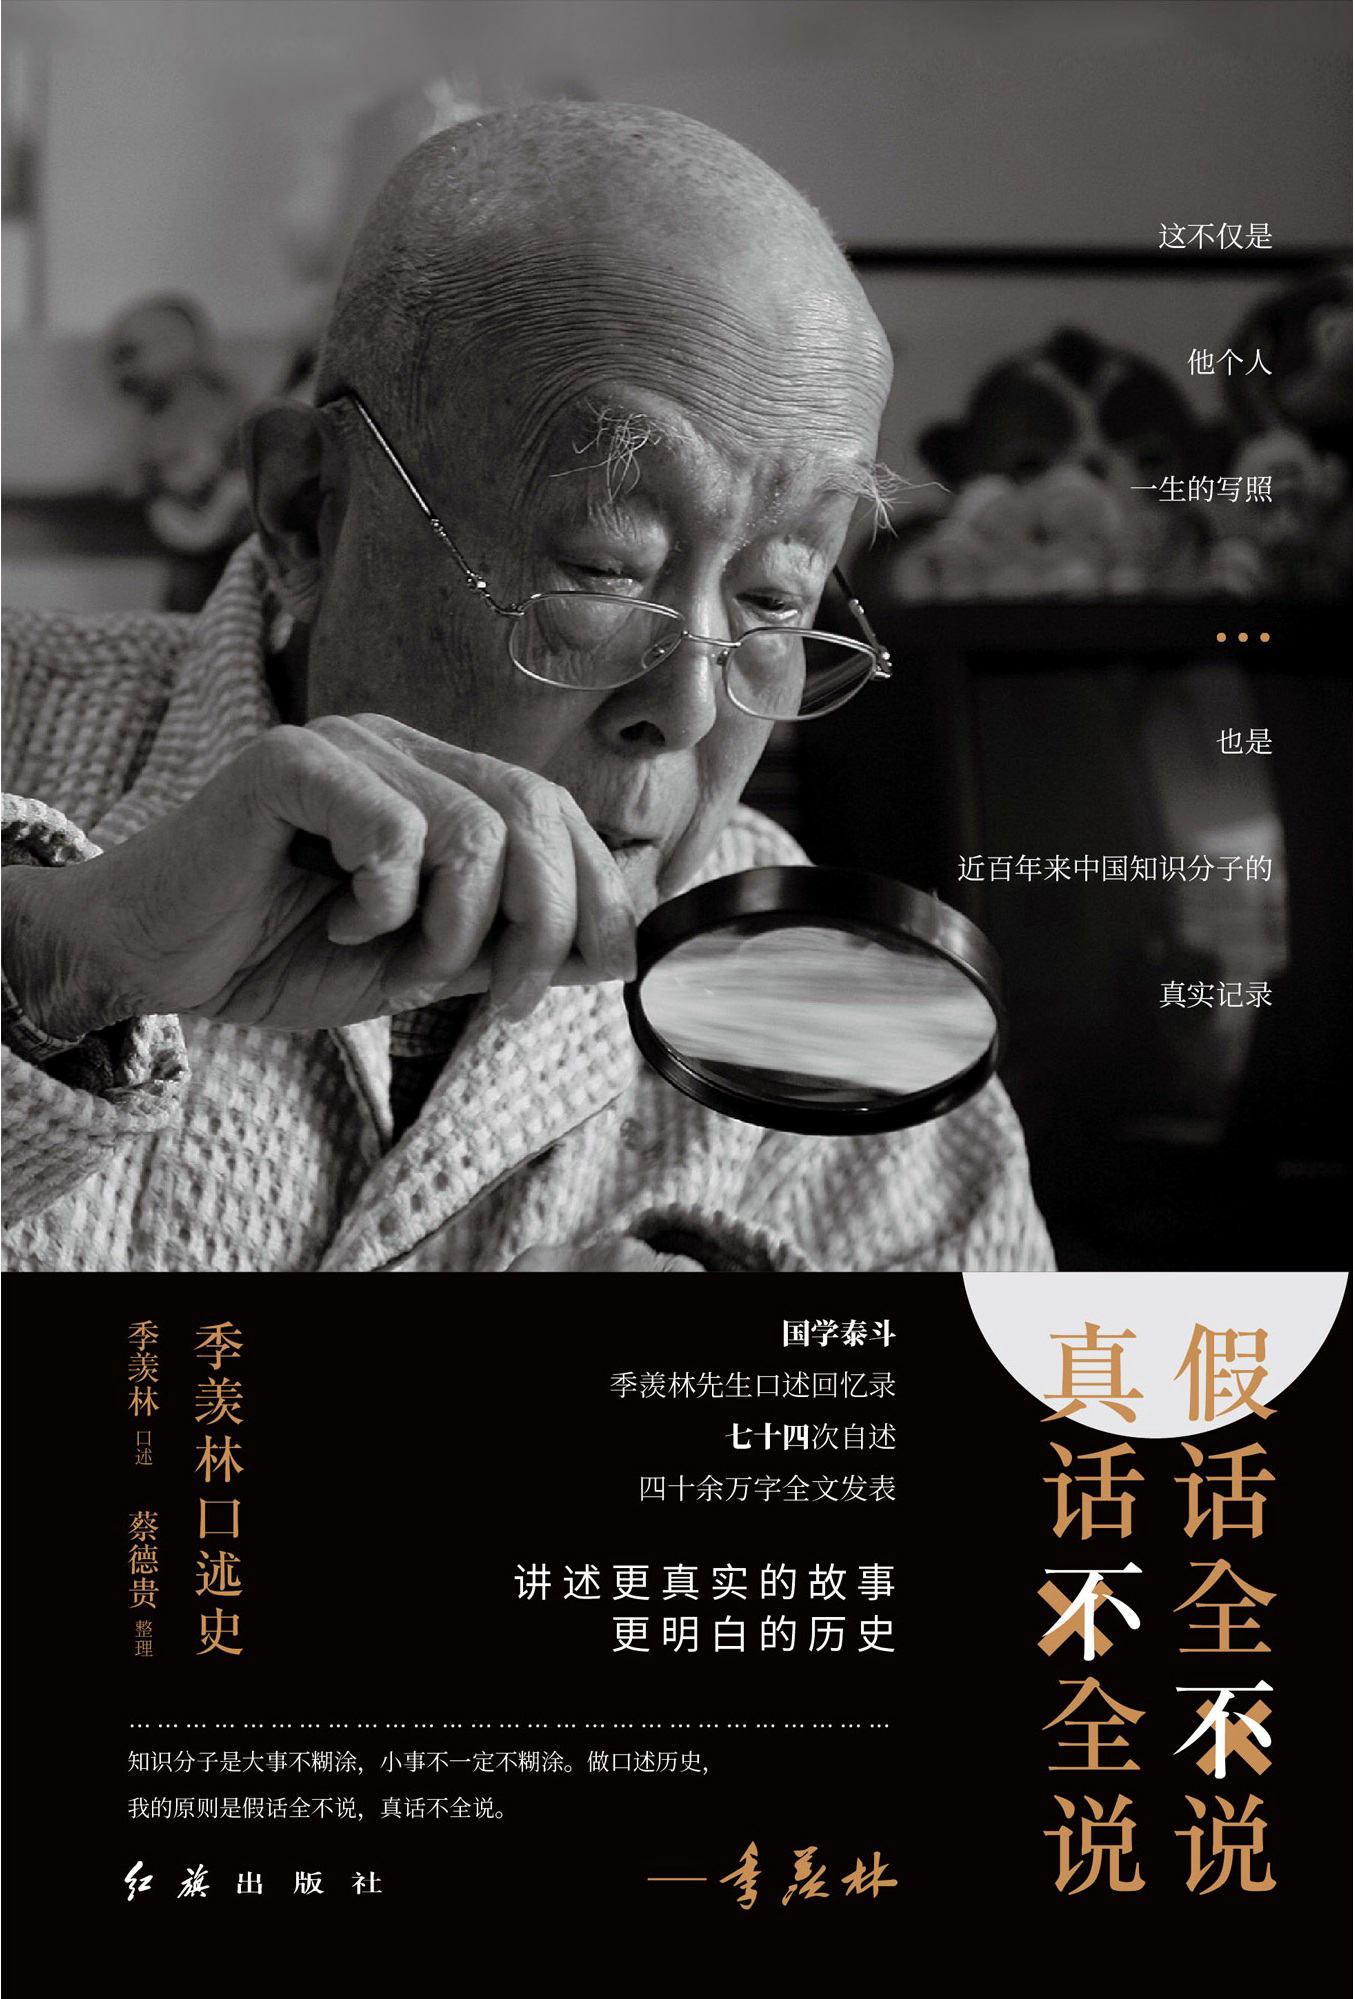 这不仅是
他个人
一生的写照
...
也是
近百年来中国知识分子的
真实记录
假话全不说
真话不全说
国学泰斗
季羡林先生口述回忆录
七十四次自述
四十余万字全文发表
讲述更真实的故事
更明白的历史
季羡林口述史
季羡林 口述 蔡德贵 整理
知识分子是大事不糊涂，小事不一定不糊涂。做口述历史，
我的原则是假话全不说，真话不全说。
——季羡林
红旗出版社